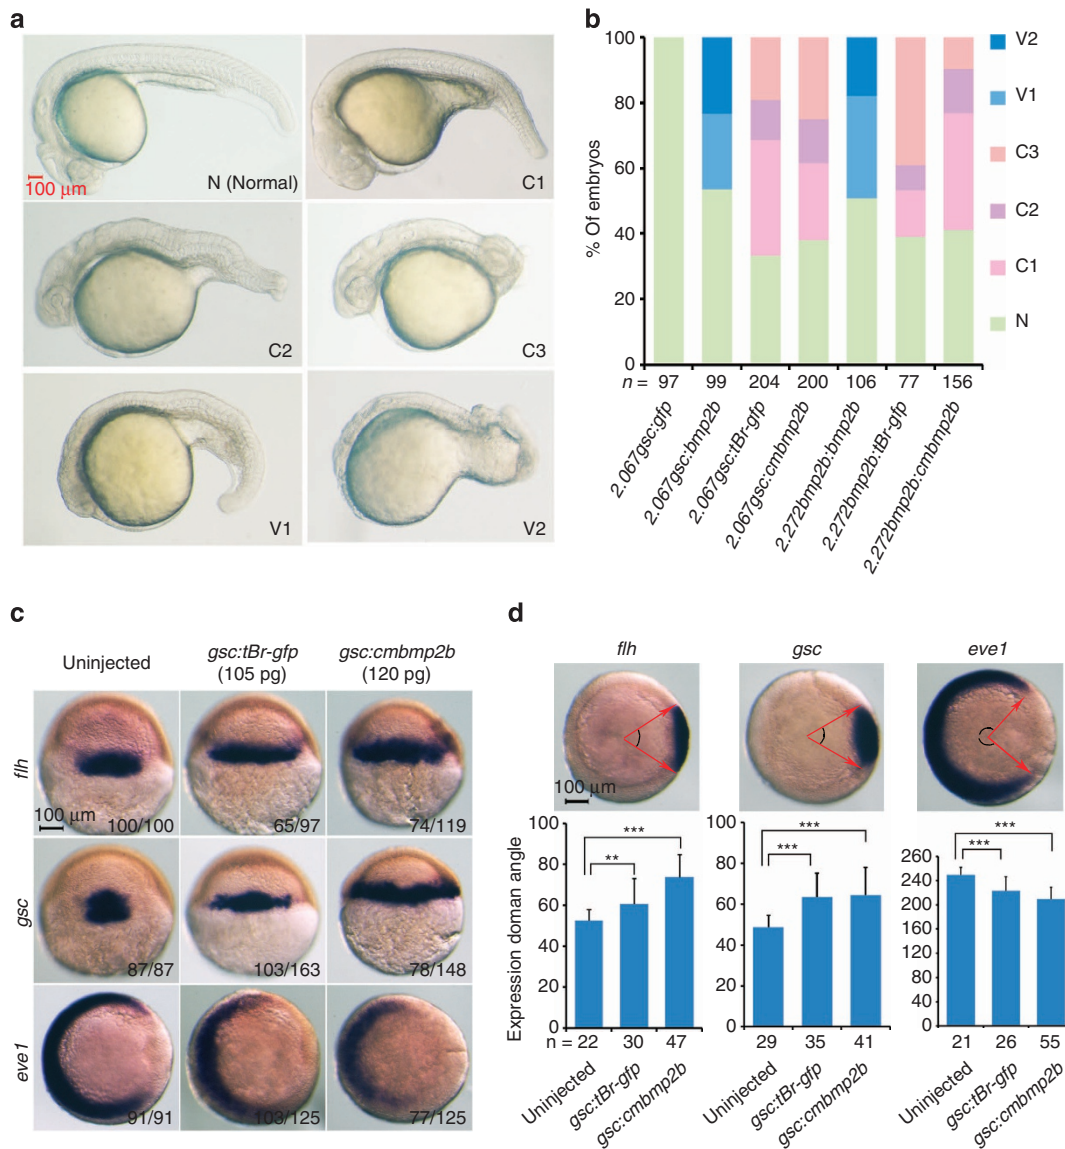 a
N (Normal)
100 μm
C1
C2
C3
V1
V2
b
% Of embryos
100
80
60
40
20
0
V2
V1
C3
C2
C1
N
n = 97 99 204 200 106 77 156
2.067gsc:gfp
2.067gsc:bmp2b
2.067gsc:tBr-gfp
2.067gsc:cmbmp2b
2.272bmp2b:bmp2b
2.272bmp2b:tBr-gfp
2.272bmp2b:cmbmp2b
c
Uninjected
gsc:tBr-gfp
(105 pg)
gsc:cmbmp2b
(120 pg)
flh
100 μm
100/100
65/97
74/119
gsc
87/87
103/163
78/148
eve1
91/91
103/125
77/125
d
flh
gsc
eve1
100 μm
Expression doman angle
100
80
60
40
20
0
**
***
n = 22 30 47
Uninjected
gsc:tBr-gfp
gsc:cmbmp2b
100
80
60
40
20
0
***
***
29 35 41
Uninjected
gsc:tBr-gfp
gsc:cmbmp2b
260
240
200
160
120
80
40
0
***
***
21 26 55
Uninjected
gsc:tBr-gfp
gsc:cmbmp2b